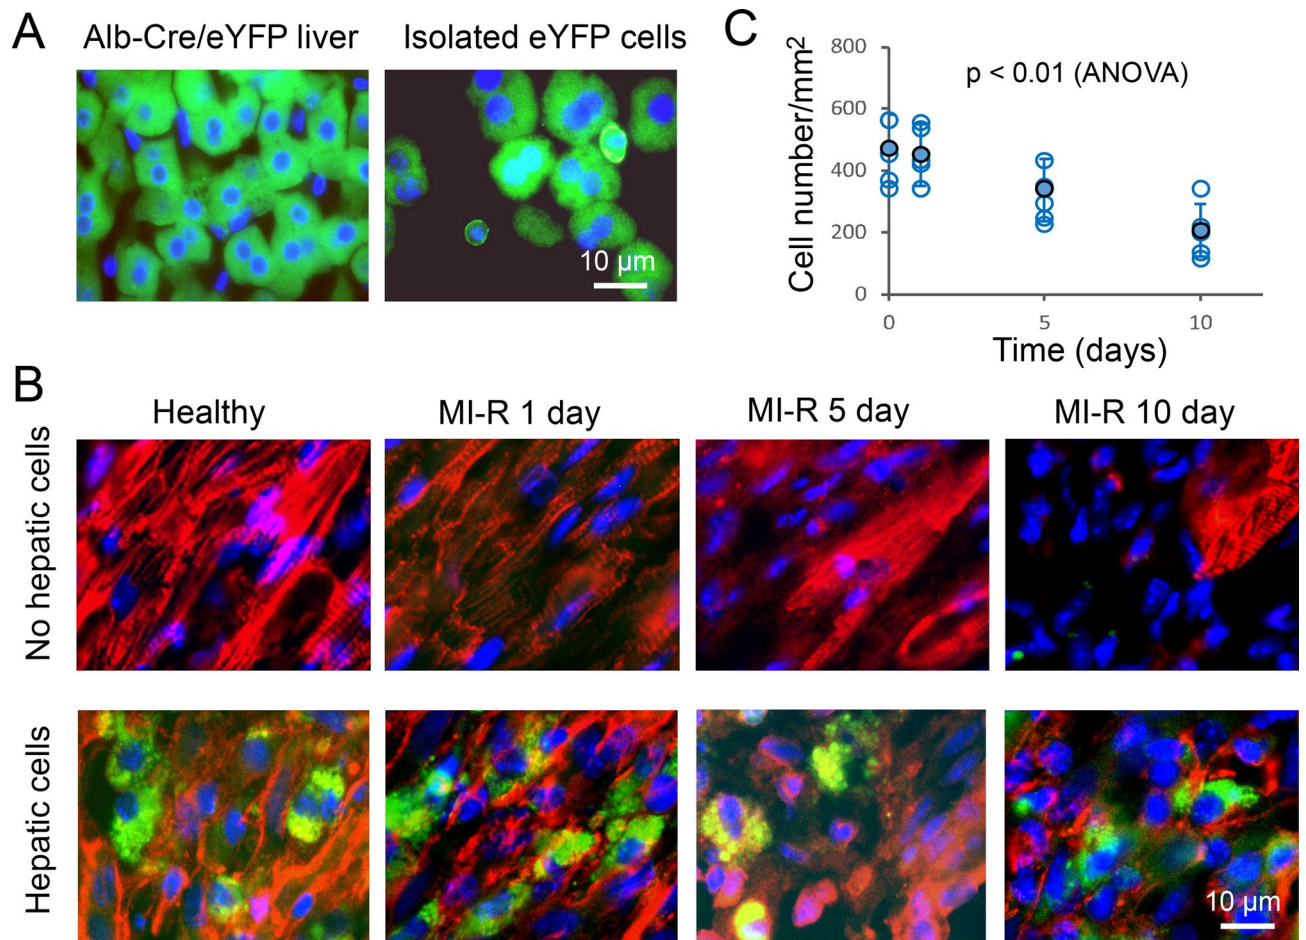 A
Alb-Cre/eYFP liver
Isolated eYFP cells
10 µm
C
Cell number/mm²
800
600
400
200
0
p < 0.01 (ANOVA)
0
5
10
Time (days)
B
Healthy
MI-R 1 day
MI-R 5 day
MI-R 10 day
No hepatic cells
Hepatic cells
10 µm